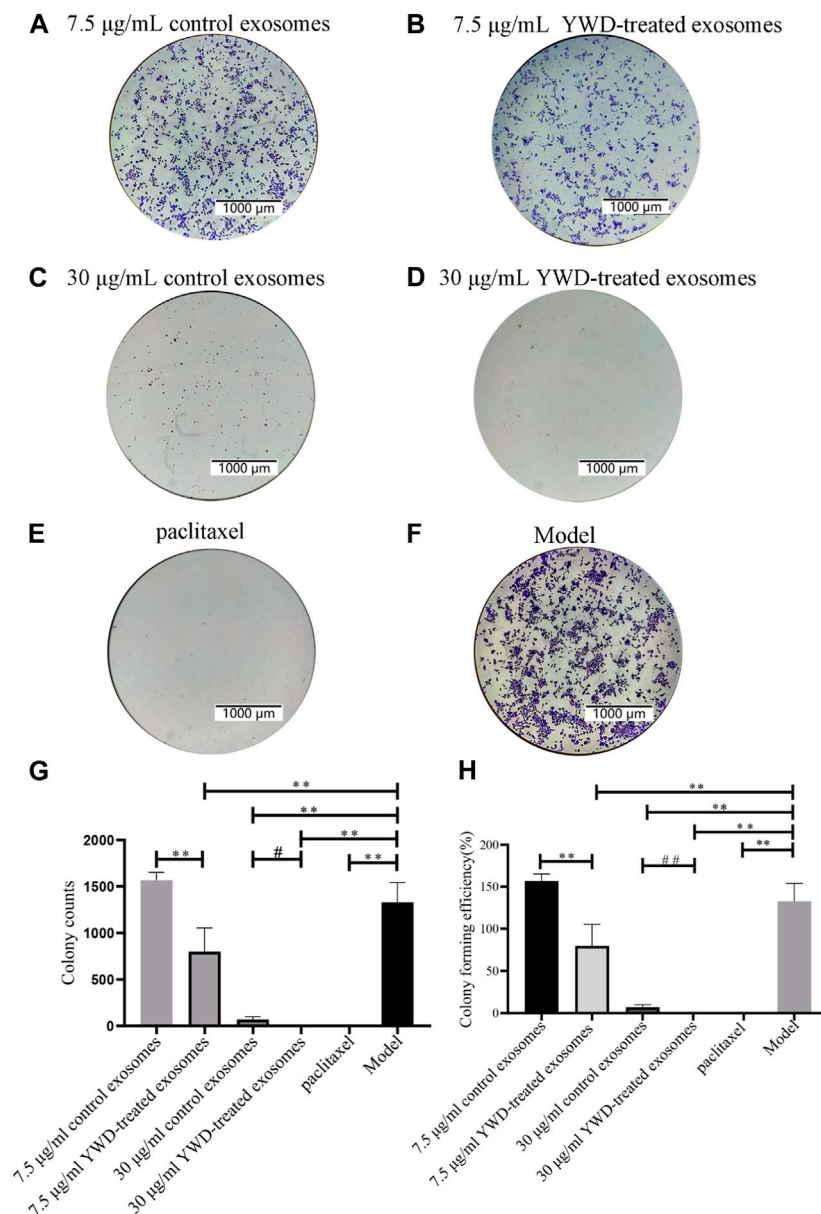 A 7.5 μg/mL control exosomes
B 7.5 μg/mL YWD-treated exosomes
1000 μm
1000 μm
C 30 μg/mL control exosomes
D 30 μg/mL YWD-treated exosomes
1000 μm
1000 μm
E paclitaxel
F Model
1000 μm
1000 μm
G
**
**
**
** # **
2000
1500
1000
500
0
Colony counts
7.5 μg/ml control exosomes
7.5 μg/ml YWD-treated exosomes
30 μg/ml control exosomes
30 μg/ml YWD-treated exosomes
paclitaxel
Model
H
**
**
**
** ## **
200
150
100
50
0
Colony forming efficiency(%)
7.5 μg/ml control exosomes
7.5 μg/ml YWD-treated exosomes
30 μg/ml control exosomes
30 μg/ml YWD-treated exosomes
paclitaxel
Model